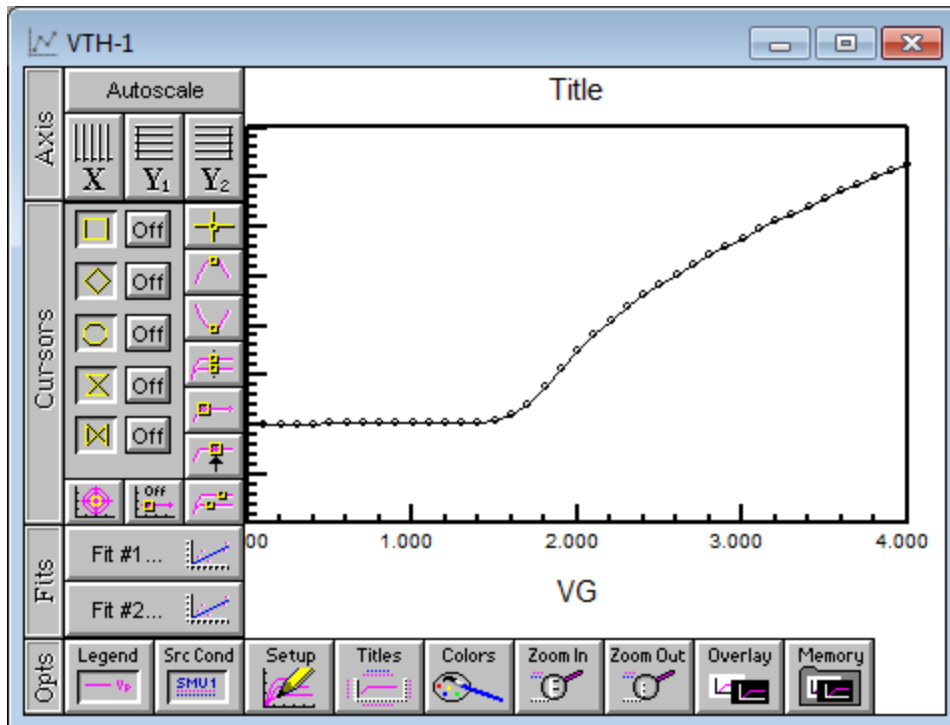 VTH-1
Axis
Autoscale
X
Y1
Y2
Title
Cursors
Off
Off
Off
Off
Off
Off
00
1.000
2.000
3.000
4.000
VG
Fits
Fit #1...
Fit #2...
Opts
Legend
VP
Src Cond
SMU1
Setup
Titles
Colors
Zoom In
Zoom Out
Overlay
Memory